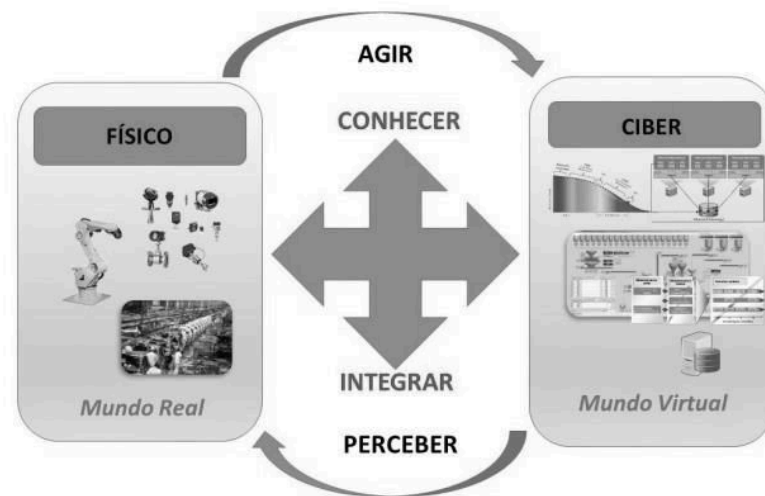 AGIR
FÍSICO
CONHECER
CIBER
INTEGRAR
Mundo Real
Mundo Virtual
PERCEBER